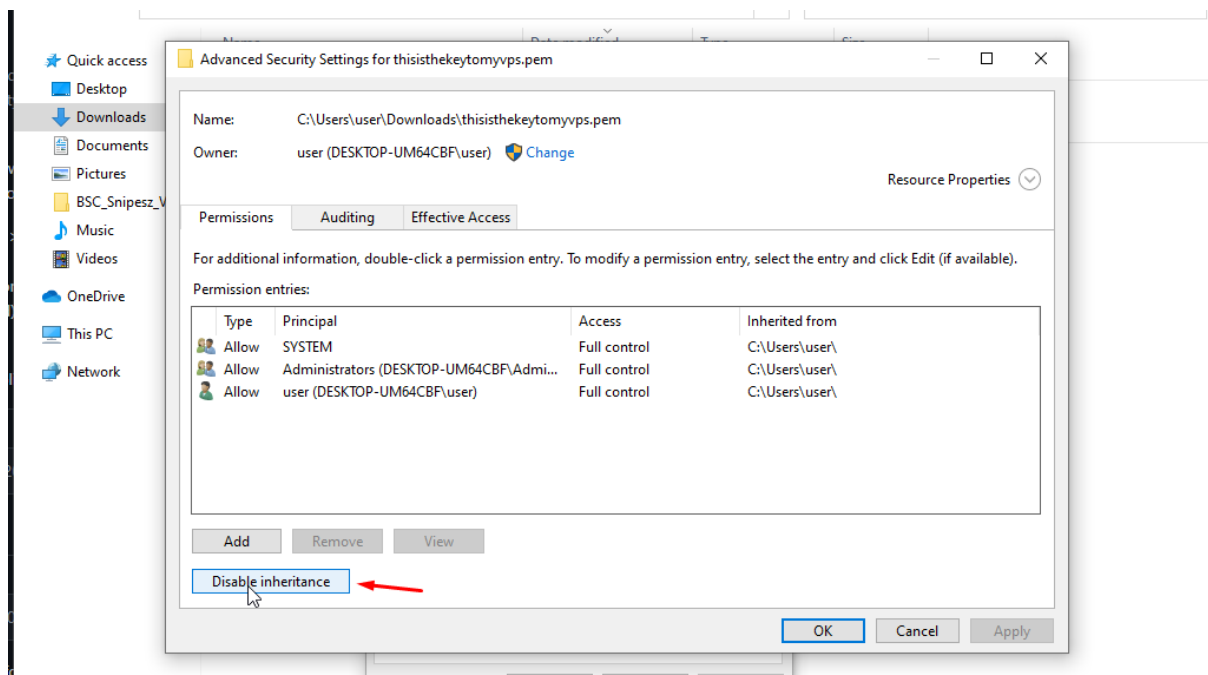 Quick access
Desktop
Downloads
Documents
Pictures
BSC_Snipesz_V
Music
Videos
OneDrive
This PC
Network
Advanced Security Settings for thisisthekeytomyvps.pem
Name: C:\Users\user\Downloads\thisisthekeytomyvps.pem
Owner: user (DESKTOP-UM64CBF\user) Change
Resource Properties
Permissions Auditing Effective Access
For additional information, double-click a permission entry. To modify a permission entry, select the entry and click Edit (if available).
Permission entries:
Type Principal Access Inherited from
Allow SYSTEM Full control C:\Users\user\
Allow Administrators (DESKTOP-UM64CBF\Admi... Full control C:\Users\user\
Allow user (DESKTOP-UM64CBF\user) Full control C:\Users\user\
Add Remove View
Disable inheritance
OK Cancel Apply